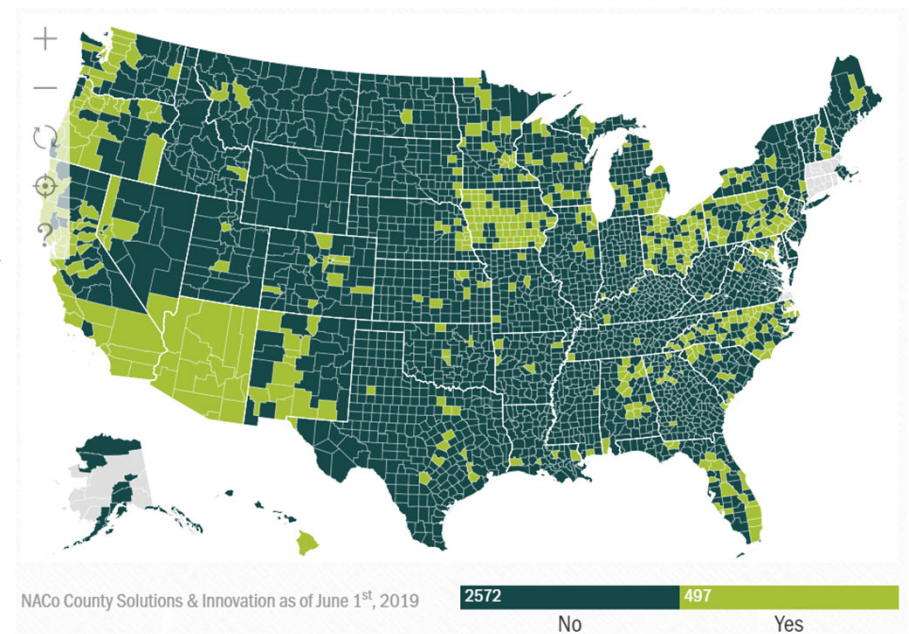 +
−
?
NACo County Solutions & Innovation as of June 1st, 2019
2572
497
No
Yes